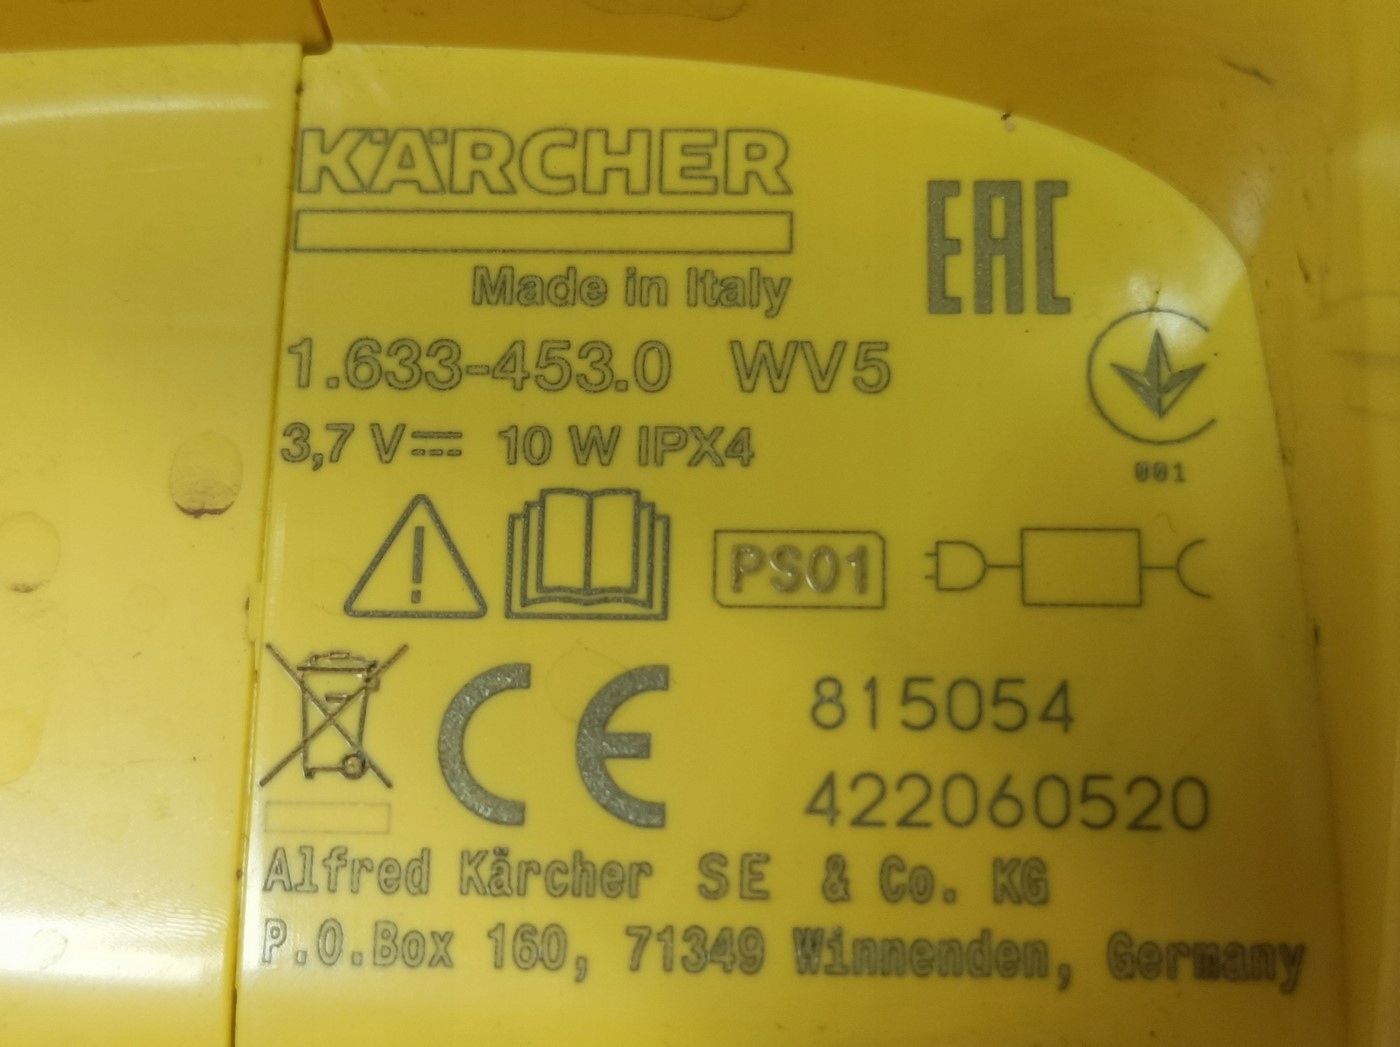 KÄRCHER
EAC
Made in Italy
1.633-453.0 WV5
3,7 V⎓ 10 W IPX4
001
PS01
CE
815054
422060520
Alfred Kärcher SE & Co. KG
P.O.Box 160, 71349 Winnenden, Germany